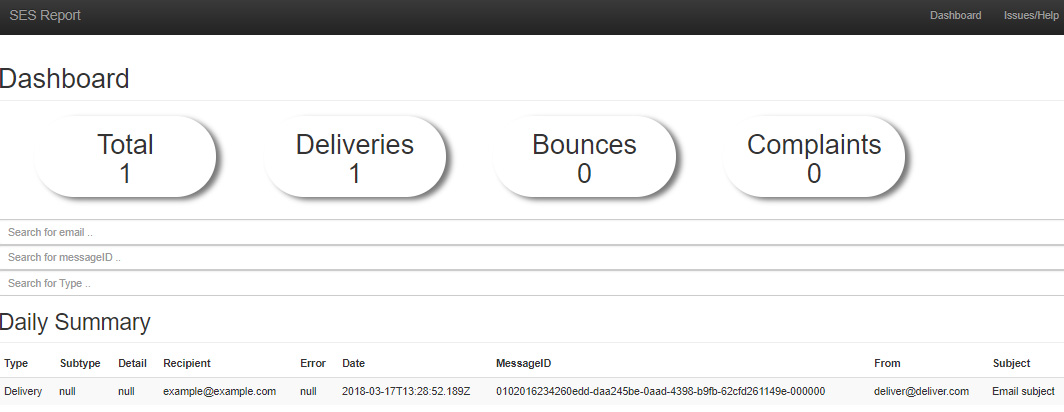 SES Report Dashboard Issues/Help
Dashboard
Total Deliveries Bounces Complaints
1 1 0 0
Search for email ..
Search for messageID ..
Search for Type ..
Daily Summary
Type Subtype Detail Recipient Error Date MessageID From Subject
Delivery null null example@example.com null 2018-03-17T13:28:52.189Z 0102016234260edd-daa245be-0aad-4398-b9fb-62cfd261149e-000000 deliver@deliver.com Email subject